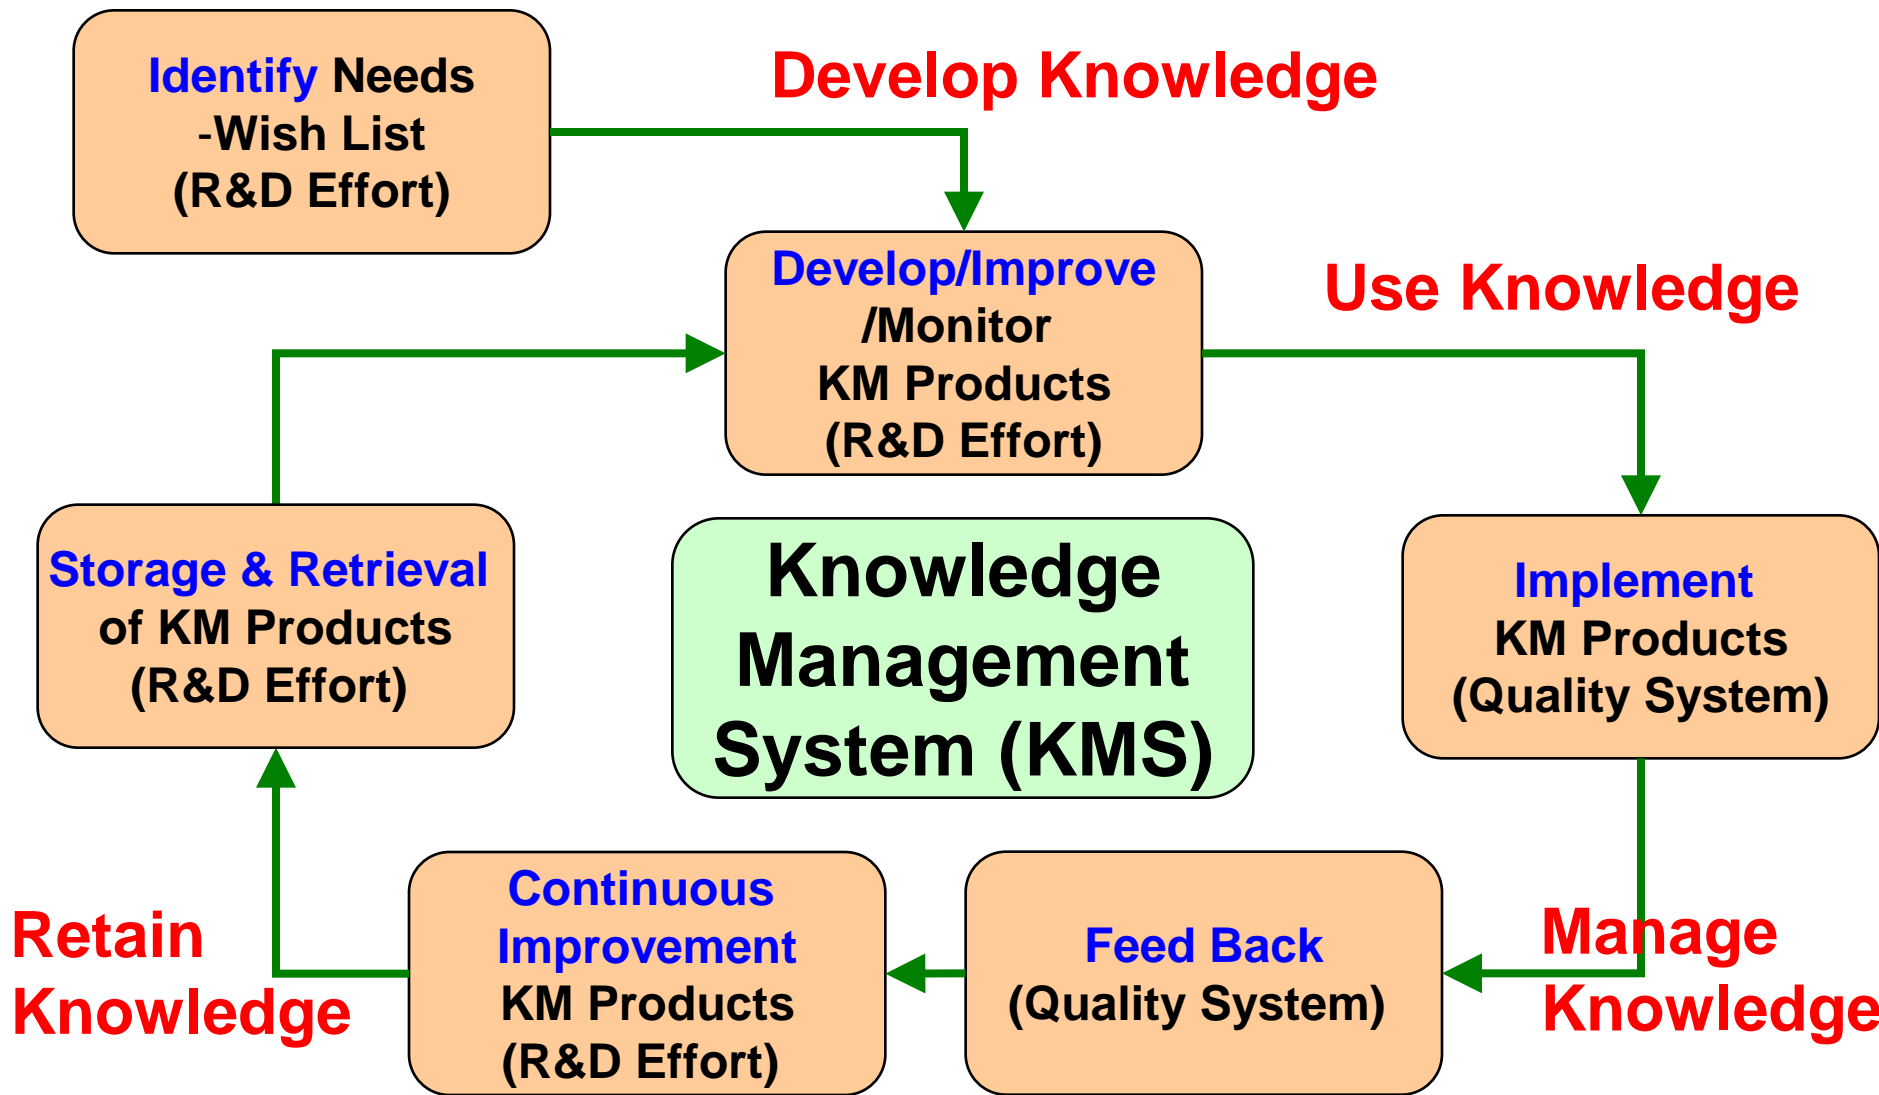 Identify Needs
-Wish List
(R&D Effort)
Develop Knowledge
Develop/Improve
/Monitor
KM Products
(R&D Effort)
Use Knowledge
Storage & Retrieval
of KM Products
(R&D Effort)
Knowledge
Management
System (KMS)
Implement
KM Products
(Quality System)
Retain
Knowledge
Continuous
Improvement
KM Products
(R&D Effort)
Feed Back
(Quality System)
Manage
Knowledge